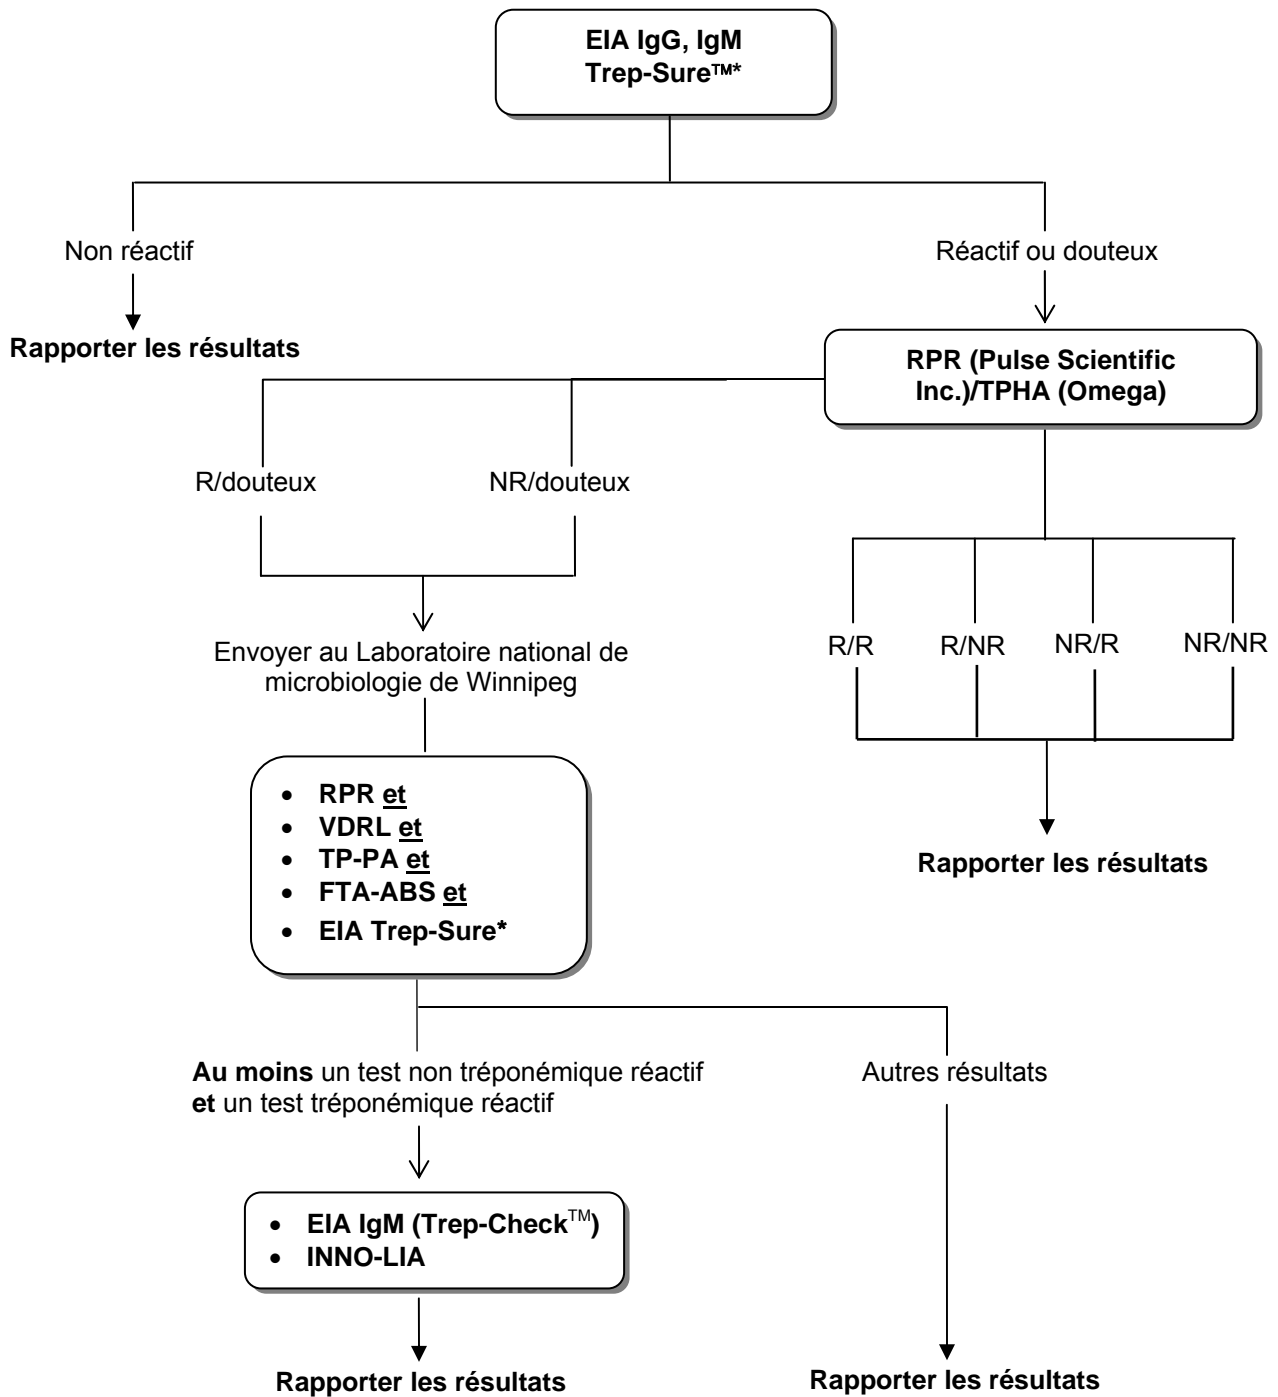 EIA IgG, IgM
Trep-Sure™*
Non réactif
Réactif ou douteux
Rapporter les résultats
RPR (Pulse Scientific
Inc.)/TPHA (Omega)
R/douteux
NR/douteux
R/R
R/NR
NR/R
NR/NR
Envoyer au Laboratoire national de
microbiologie de Winnipeg
• RPR et
• VDRL et
• TP-PA et
• FTA-ABS et
• EIA Trep-Sure*
Rapporter les résultats
Au moins un test non tréponémique réactif
et un test tréponémique réactif
Autres résultats
• EIA IgM (Trep-Check™)
• INNO-LIA
Rapporter les résultats
Rapporter les résultats